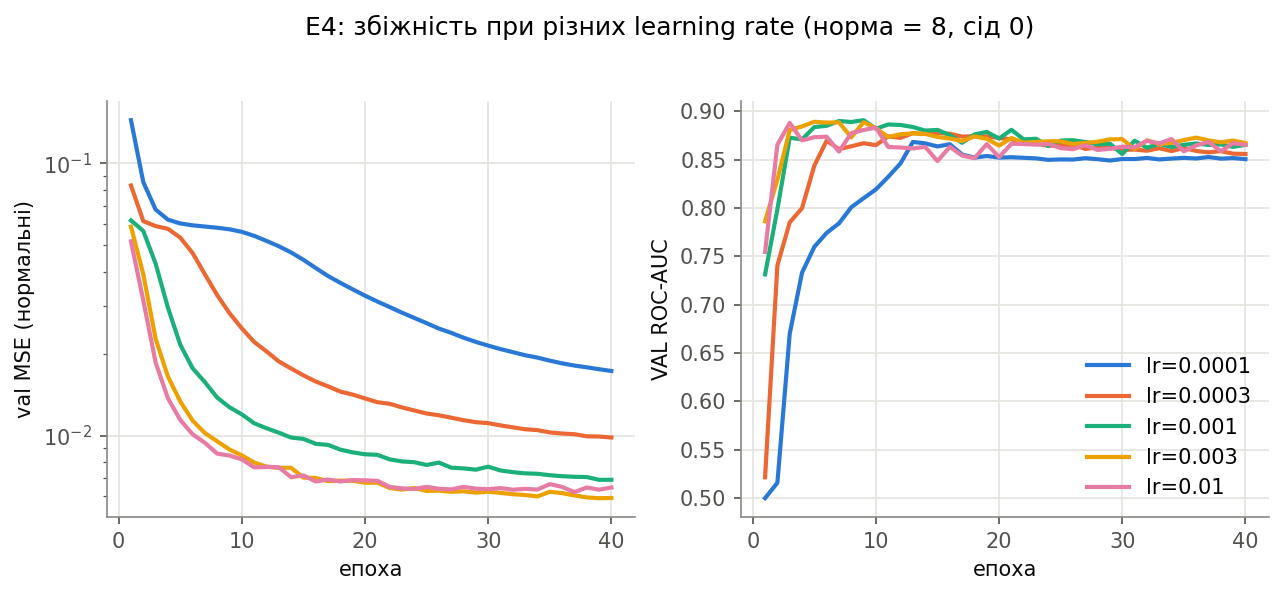 E4: збіжність при різних learning rate (норма = 8, сід 0)
val MSE (нормальні)
10⁻¹
10⁻²
0 10 20 30 40
епоха
VAL ROC-AUC
0.90
0.85
0.80
0.75
0.70
0.65
0.60
0.55
0.50
lr=0.0001
lr=0.0003
lr=0.001
lr=0.003
lr=0.01
0 10 20 30 40
епоха